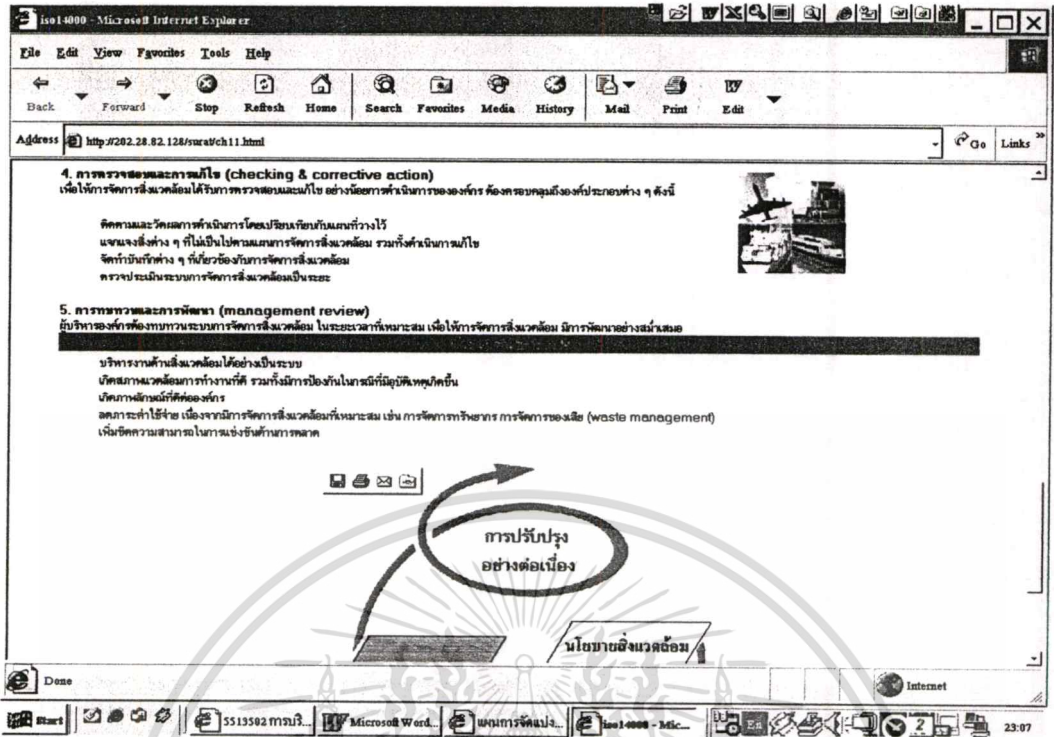 iso14000 - Microsoft Internet Explorer
File Edit View Favorites Tools Help
Back Forward Stop Refresh Home Search Favorites Media History Mail Print Edit
Address http://202.28.82.128/surat/ch11.html Go Links
4. การตรวจสอบและการแก้ไข (checking & corrective action)
เพื่อให้การจัดการสิ่งแวดล้อมได้รับการตรวจสอบและแก้ไข อย่างน้อยการดำเนินการขององค์กร ต้องครอบคลุมถึงองค์ประกอบต่าง ๆ ดังนี้
ติดตามและวัดผลการดำเนินการโดยเปรียบเทียบกับแผนที่วางไว้
แจกแจงสิ่งต่าง ๆ ที่ไม่เป็นไปตามแผนการจัดการสิ่งแวดล้อม รวมทั้งดำเนินการแก้ไข
จัดทำบันทึกต่าง ๆ ที่เกี่ยวข้องกับการจัดการสิ่งแวดล้อม
ตรวจประเมินระบบการจัดการสิ่งแวดล้อมเป็นระยะ
5. การทบทวนและการพัฒนา (management review)
ผู้บริหารองค์กรต้องทบทวนระบบการจัดการสิ่งแวดล้อม ในระยะเวลาที่เหมาะสม เพื่อให้การจัดการสิ่งแวดล้อม มีการพัฒนาอย่างสม่ำเสมอ
บริหารงานด้านสิ่งแวดล้อมได้อย่างเป็นระบบ
เกิดสภาพแวดล้อมการทำงานที่ดี รวมทั้งมีการป้องกันในกรณีที่มีอุบัติเหตุเกิดขึ้น
เกิดภาพลักษณ์ที่ดีต่อองค์กร
ลดภาระค่าใช้จ่าย เนื่องจากมีการจัดการสิ่งแวดล้อมที่เหมาะสม เช่น การจัดการทรัพยากร การจัดการของเสีย (waste management)
เพิ่มขีดความสามารถในการแข่งขันด้านการตลาด
การปรับปรุง
อย่างต่อเนื่อง
นโยบายสิ่งแวดล้อม
Done Internet
Start 5513502 การบริ... Microsoft Word... แผนการจัดแบ่ง... iso14000 - Mic... En 2 23:07